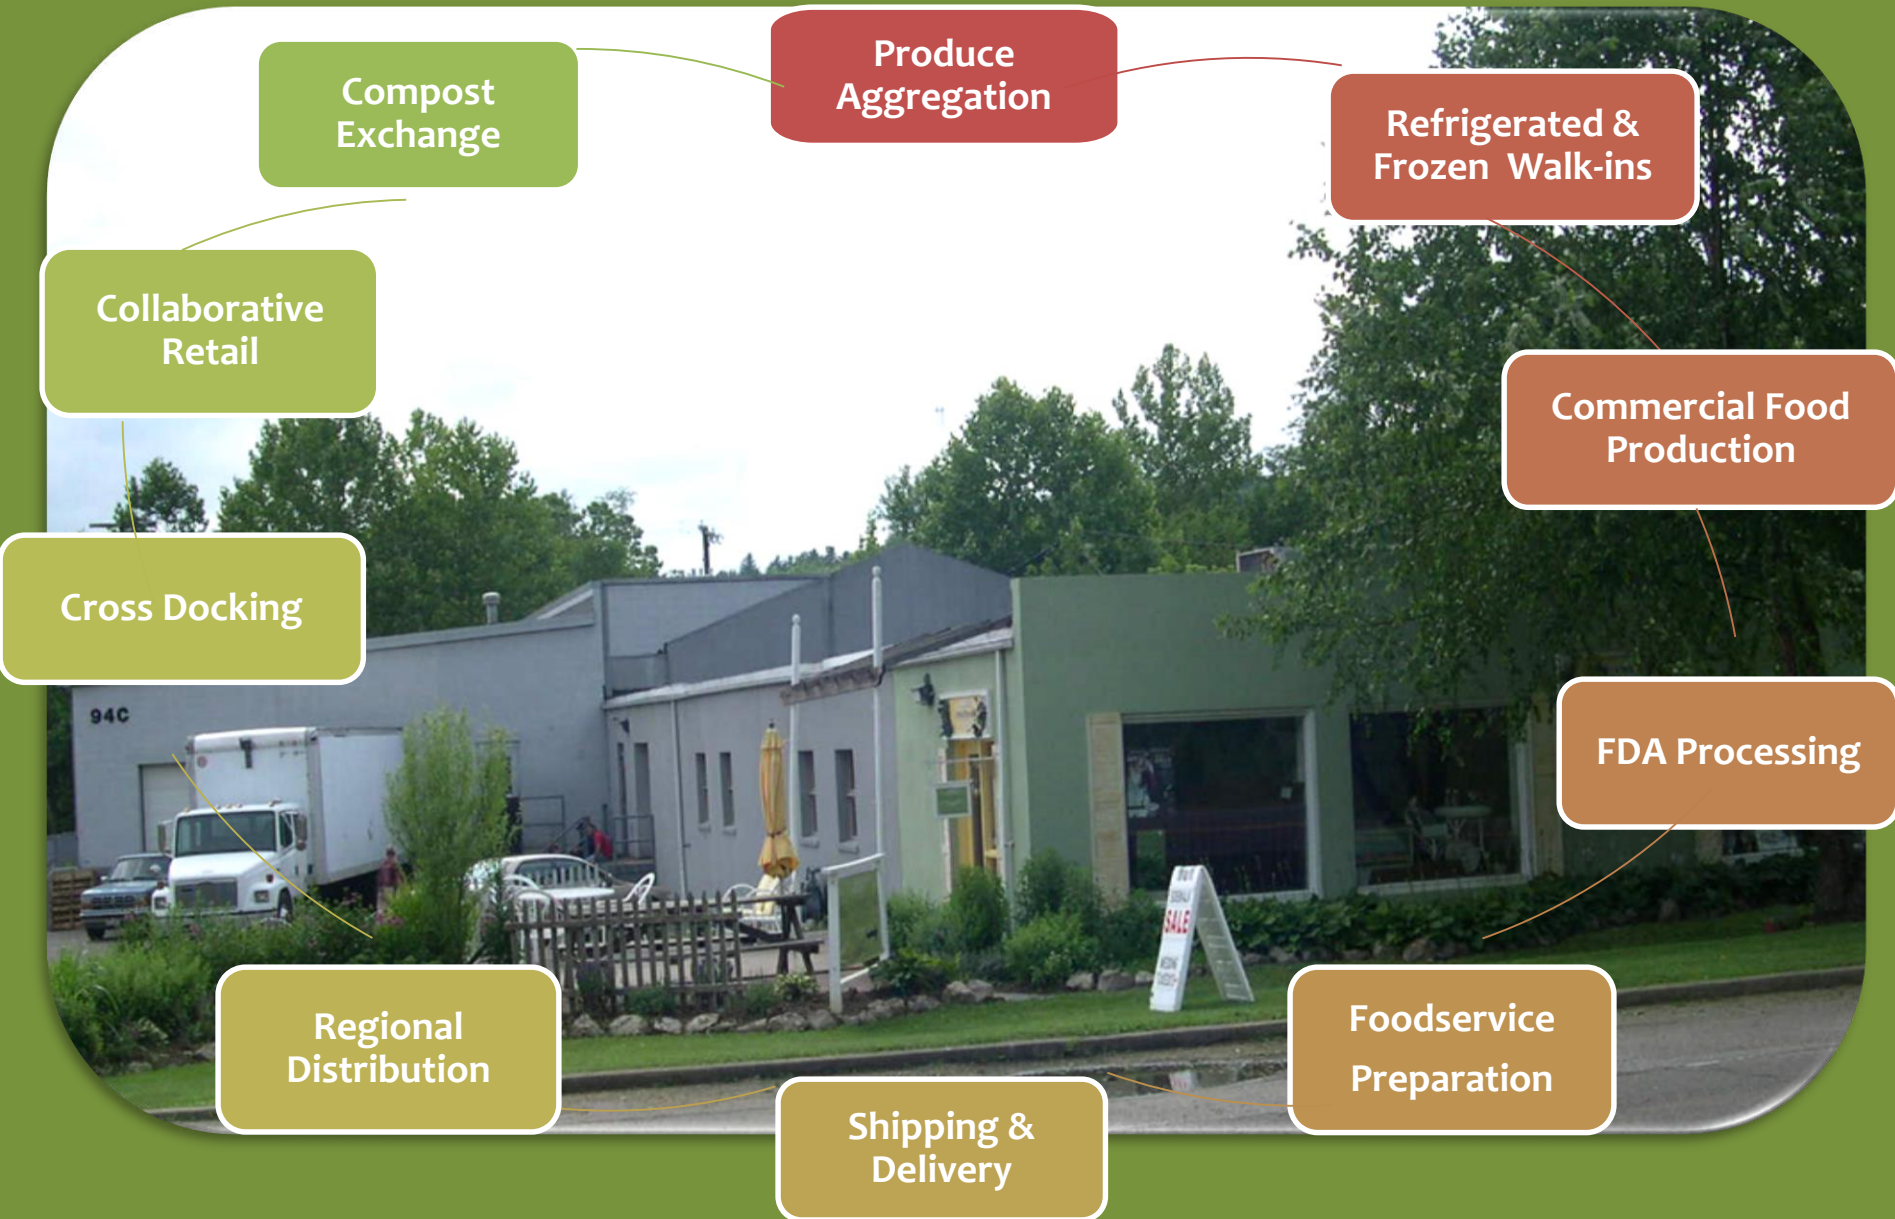 Produce
Aggregation
Refrigerated &
Frozen Walk-ins
Commercial Food
Production
FDA Processing
Foodservice
Preparation
Shipping &
Delivery
Regional
Distribution
Cross Docking
Collaborative
Retail
Compost
Exchange
94C
SALE